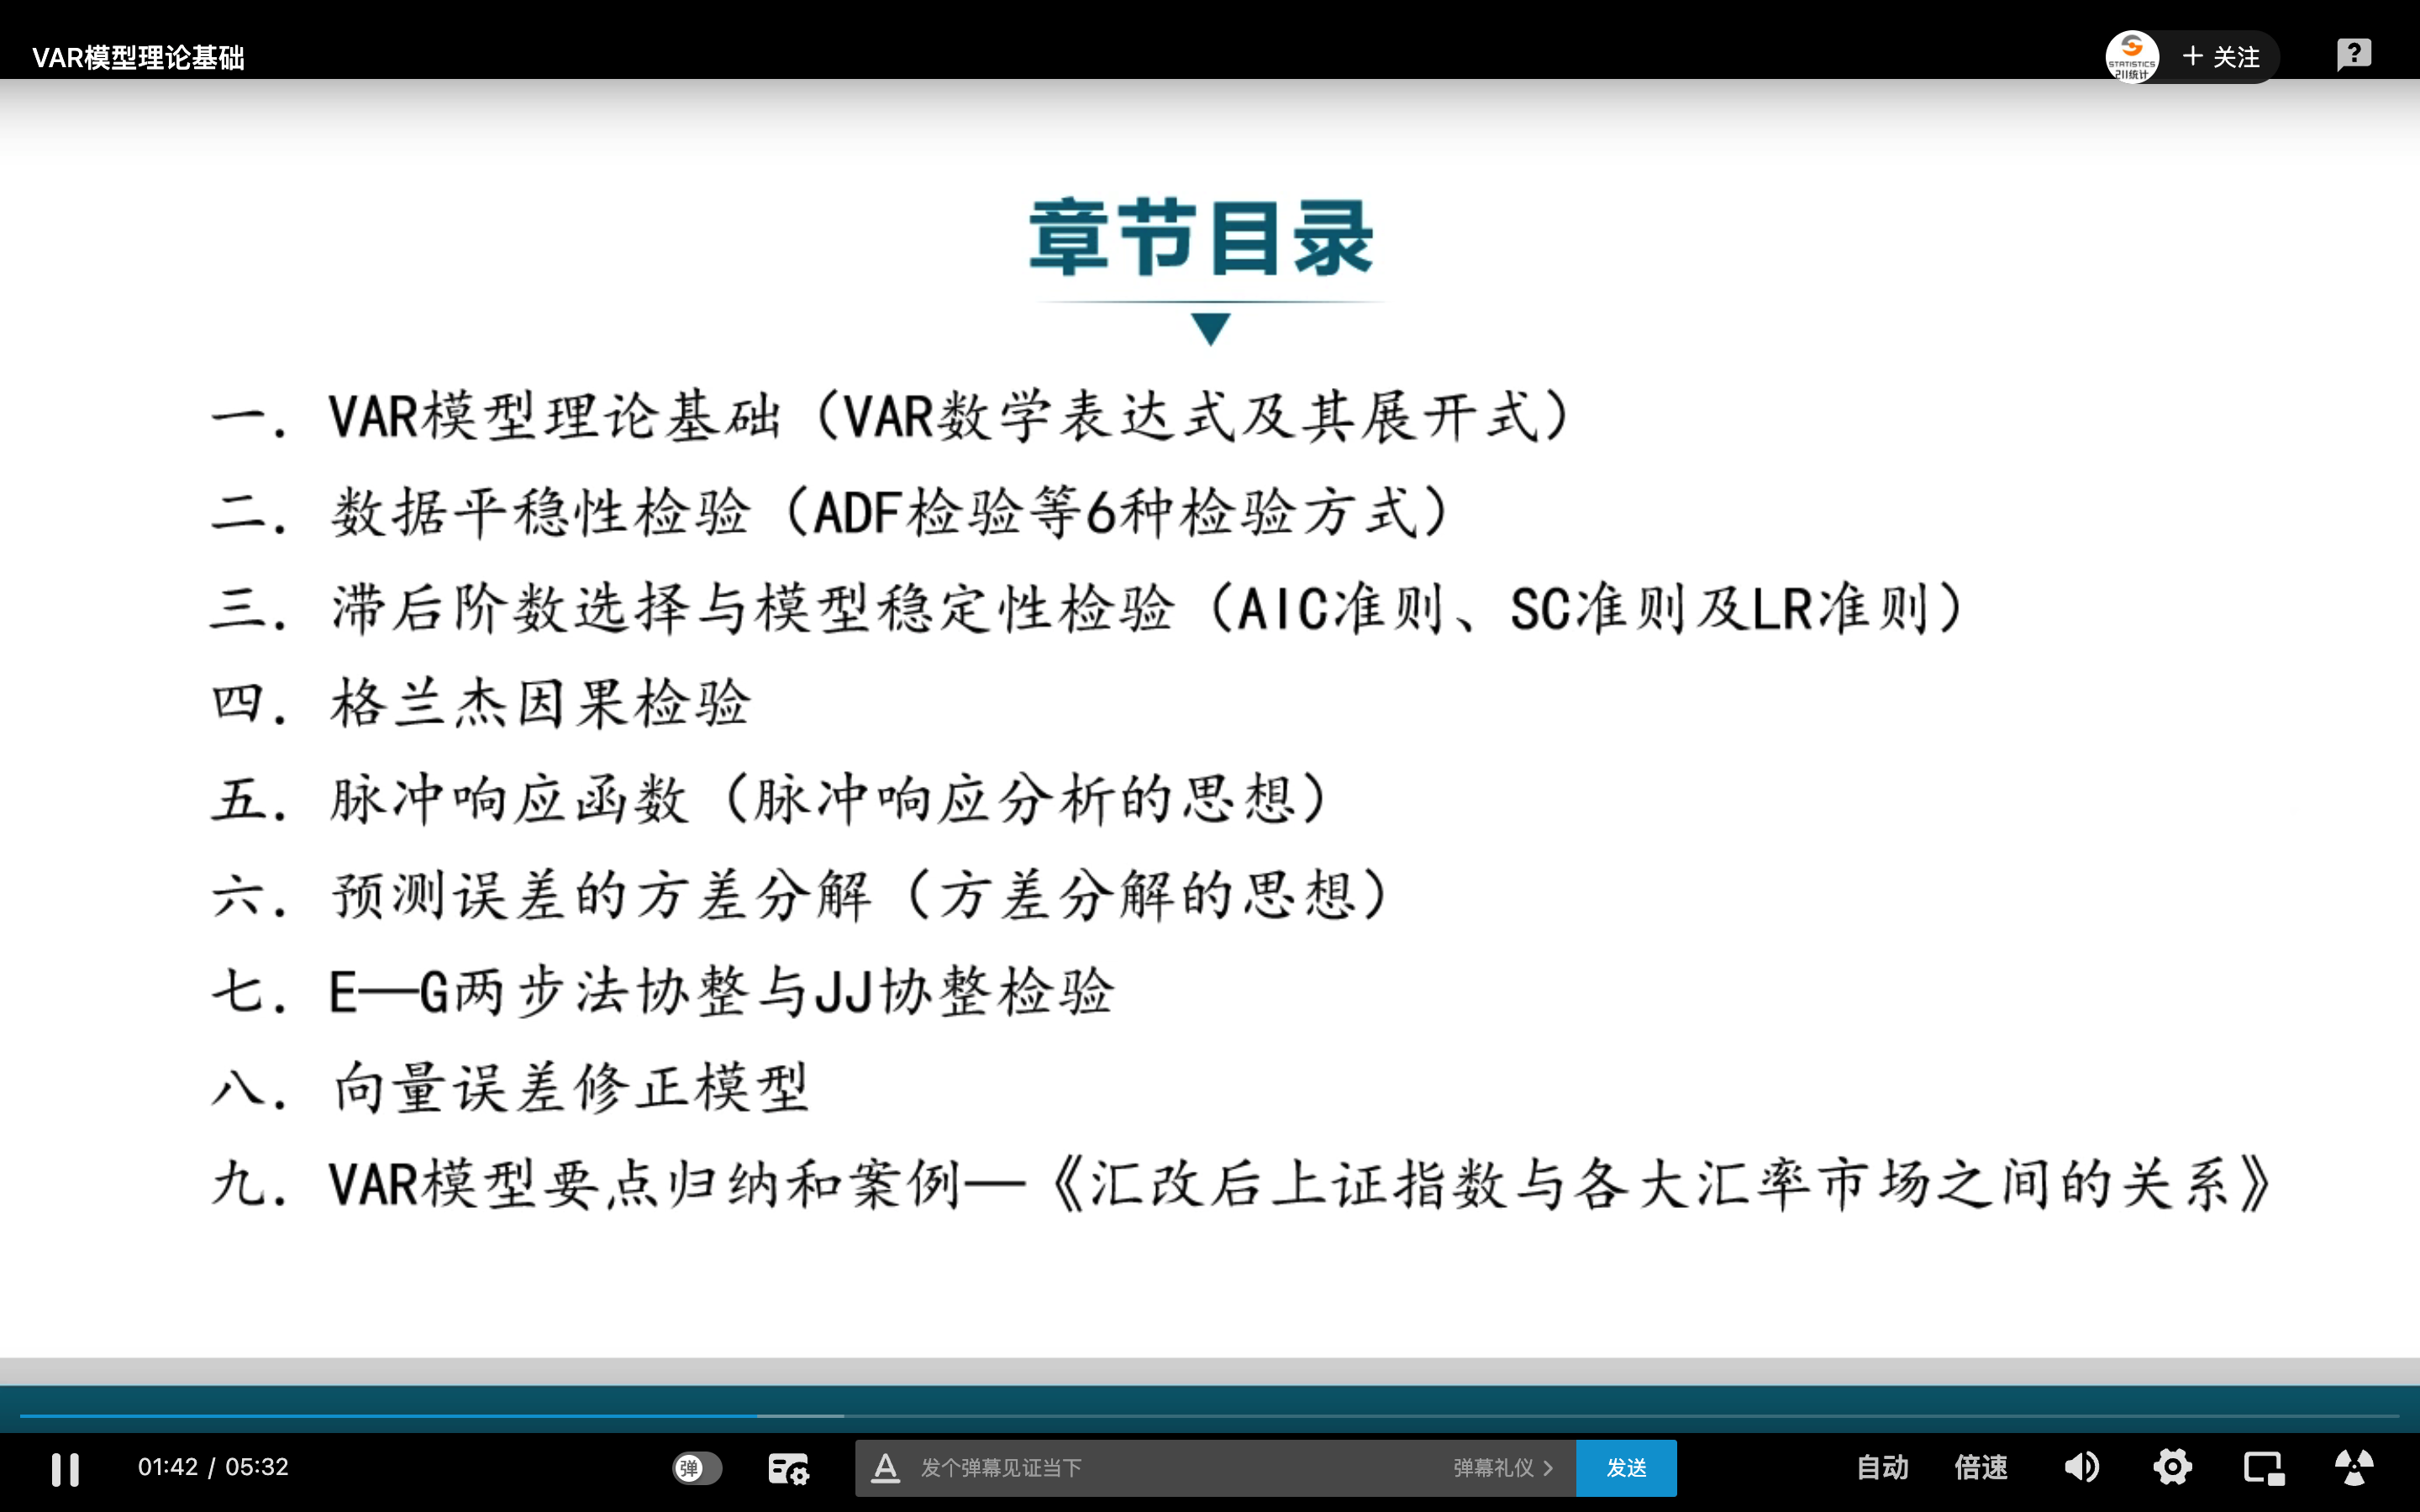 VAR模型理论基础
STATISTICS
211统计
+ 关注
章节目录
一. VAR模型理论基础（VAR数学表达式及其展开式）
二. 数据平稳性检验（ADF检验等6种检验方式）
三. 滞后阶数选择与模型稳定性检验（AIC准则、SC准则及LR准则）
四. 格兰杰因果检验
五. 脉冲响应函数（脉冲响应分析的思想）
六. 预测误差的方差分解（方差分解的思想）
七. E—G两步法协整与JJ协整检验
八. 向量误差修正模型
九. VAR模型要点归纳和案例—《汇改后上证指数与各大汇率市场之间的关系》
01:42 / 05:32
弹
发个弹幕见证当下
弹幕礼仪 >
发送
自动
倍速